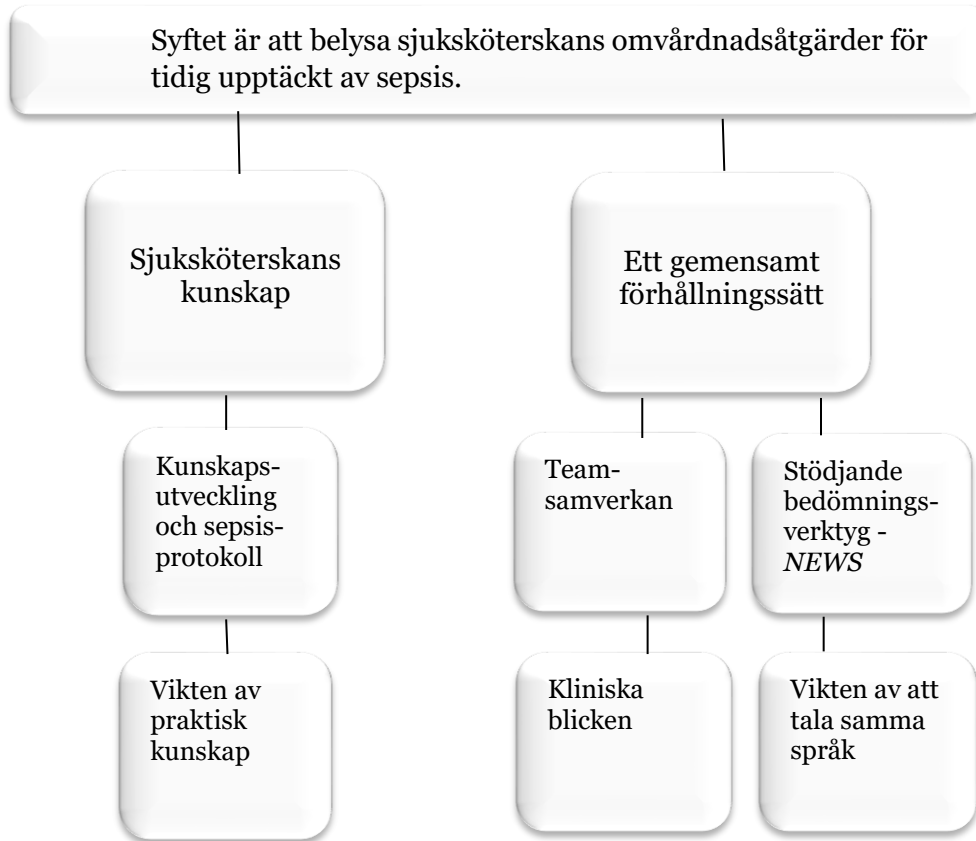 Syftet är att belysa sjuksköterskans omvårdnadsåtgärder för
tidig upptäckt av sepsis.
Sjuksköterskans
kunskap
Ett gemensamt
förhållningssätt
Kunskaps-
utveckling
och sepsis-
protokoll
Team-
samverkan
Stödjande
bedömnings-
verktyg -
NEWS
Vikten av
praktisk
kunskap
Kliniska
blicken
Vikten av att
tala samma
språk